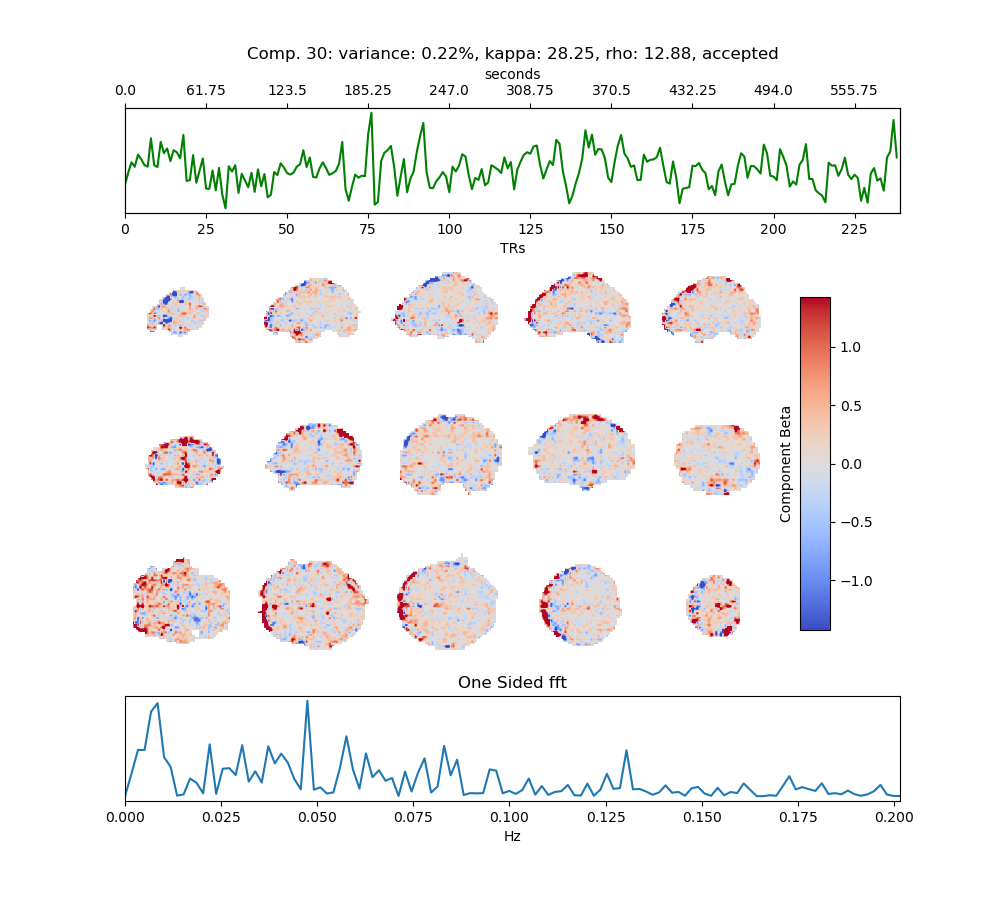 Comp. 30: variance: 0.22%, kappa: 28.25, rho: 12.88, accepted
seconds
0.0 61.75 123.5 185.25 247.0 308.75 370.5 432.25 494.0 555.75
0 25 50 75 100 125 150 175 200 225
TRs
Component Beta
1.0
0.5
0.0
−0.5
−1.0
One Sided fft
0.000 0.025 0.050 0.075 0.100 0.125 0.150 0.175 0.200
Hz